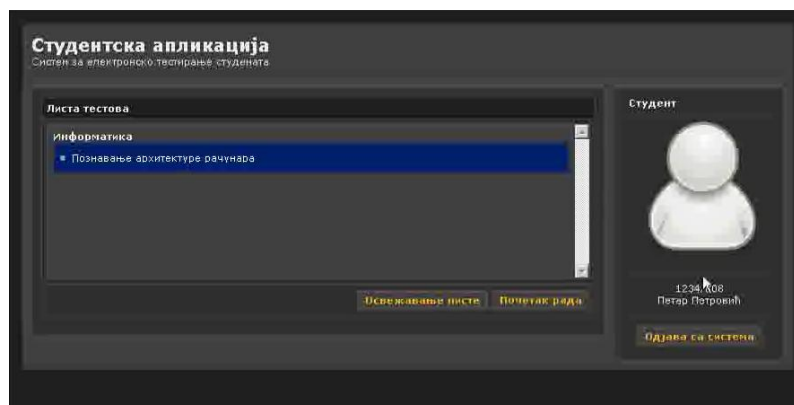 Студентска апликација
Систем за електронско тестирање студената
Листа тестова
Информатика
Познавање архитектуре рачунара
Освежавање листе
Почетак рада
Студент
Петар Петровић
Одјава са система